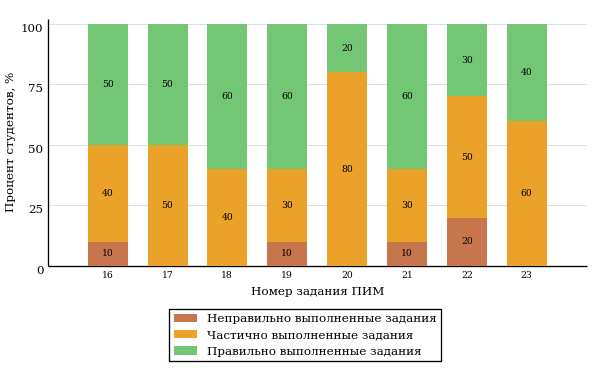 Процент студентов, %
100
75
50
25
0
50 50 60 60 20 60 30 40
40 50 40 30 80 30 50 60
10 10 10 20
16 17 18 19 20 21 22 23
Номер задания ПИМ
Неправильно выполненные задания
Частично выполненные задания
Правильно выполненные задания